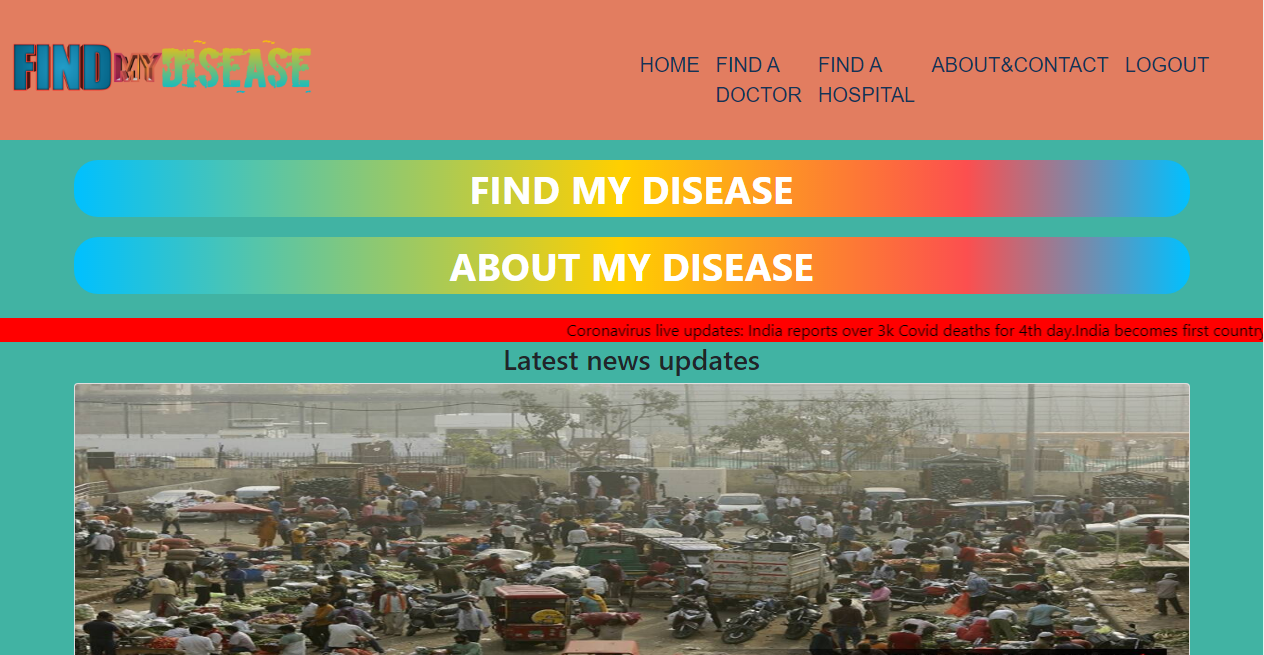 FIND MY DISEASE
HOME
FIND A
DOCTOR
FIND A
HOSPITAL
ABOUT&CONTACT
LOGOUT
FIND MY DISEASE
ABOUT MY DISEASE
Coronavirus live updates: India reports over 3k Covid deaths for 4th day.India becomes first country
Latest news updates